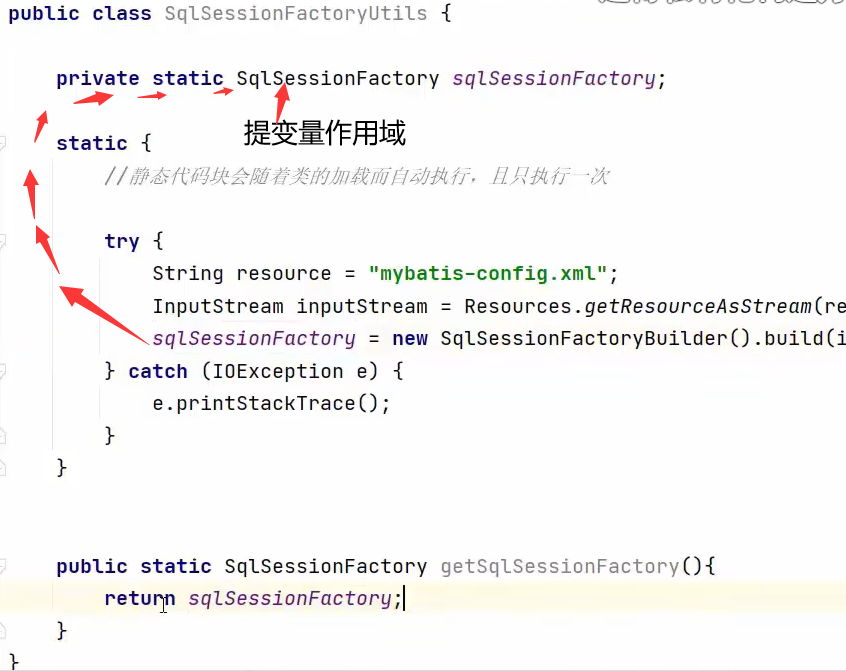 public class SqlSessionFactoryUtils {
private static SqlSessionFactory sqlSessionFactory;
提变量作用域
static {
//静态代码块会随着类的加载而自动执行，且只执行一次
try {
String resource = "mybatis-config.xml";
InputStream inputStream = Resources.getResourceAsStream(re
sqlSessionFactory = new SqlSessionFactoryBuilder().build(i
} catch (IOException e) {
e.printStackTrace();
}
}
public static SqlSessionFactory getSqlSessionFactory(){
return sqlSessionFactory;
}
}